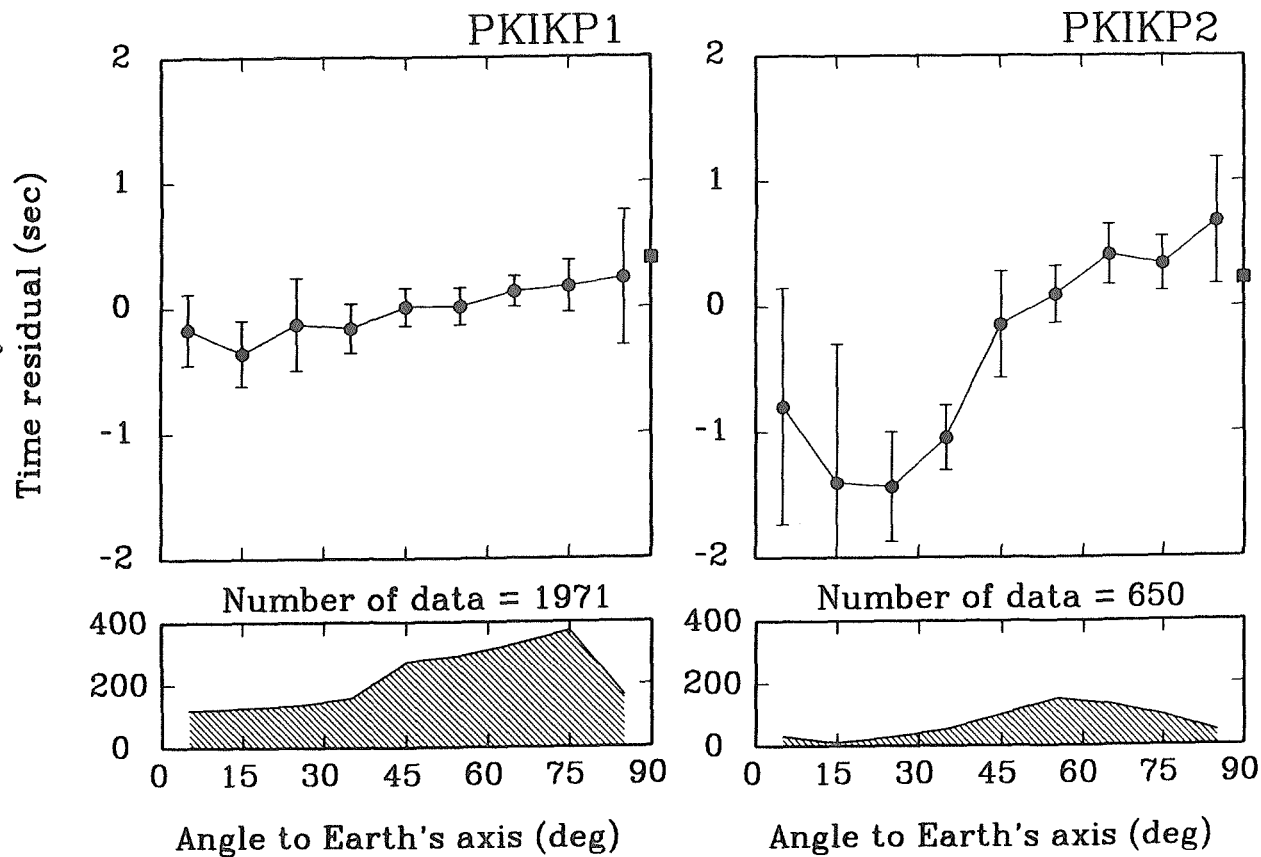 PKIKP1
2
1
0
-1
-2
Time residual (sec)
Number of data = 1971
400
200
0
0 15 30 45 60 75 90
Angle to Earth's axis (deg)
PKIKP2
2
1
0
-1
-2
Number of data = 650
400
200
0
0 15 30 45 60 75 90
Angle to Earth's axis (deg)